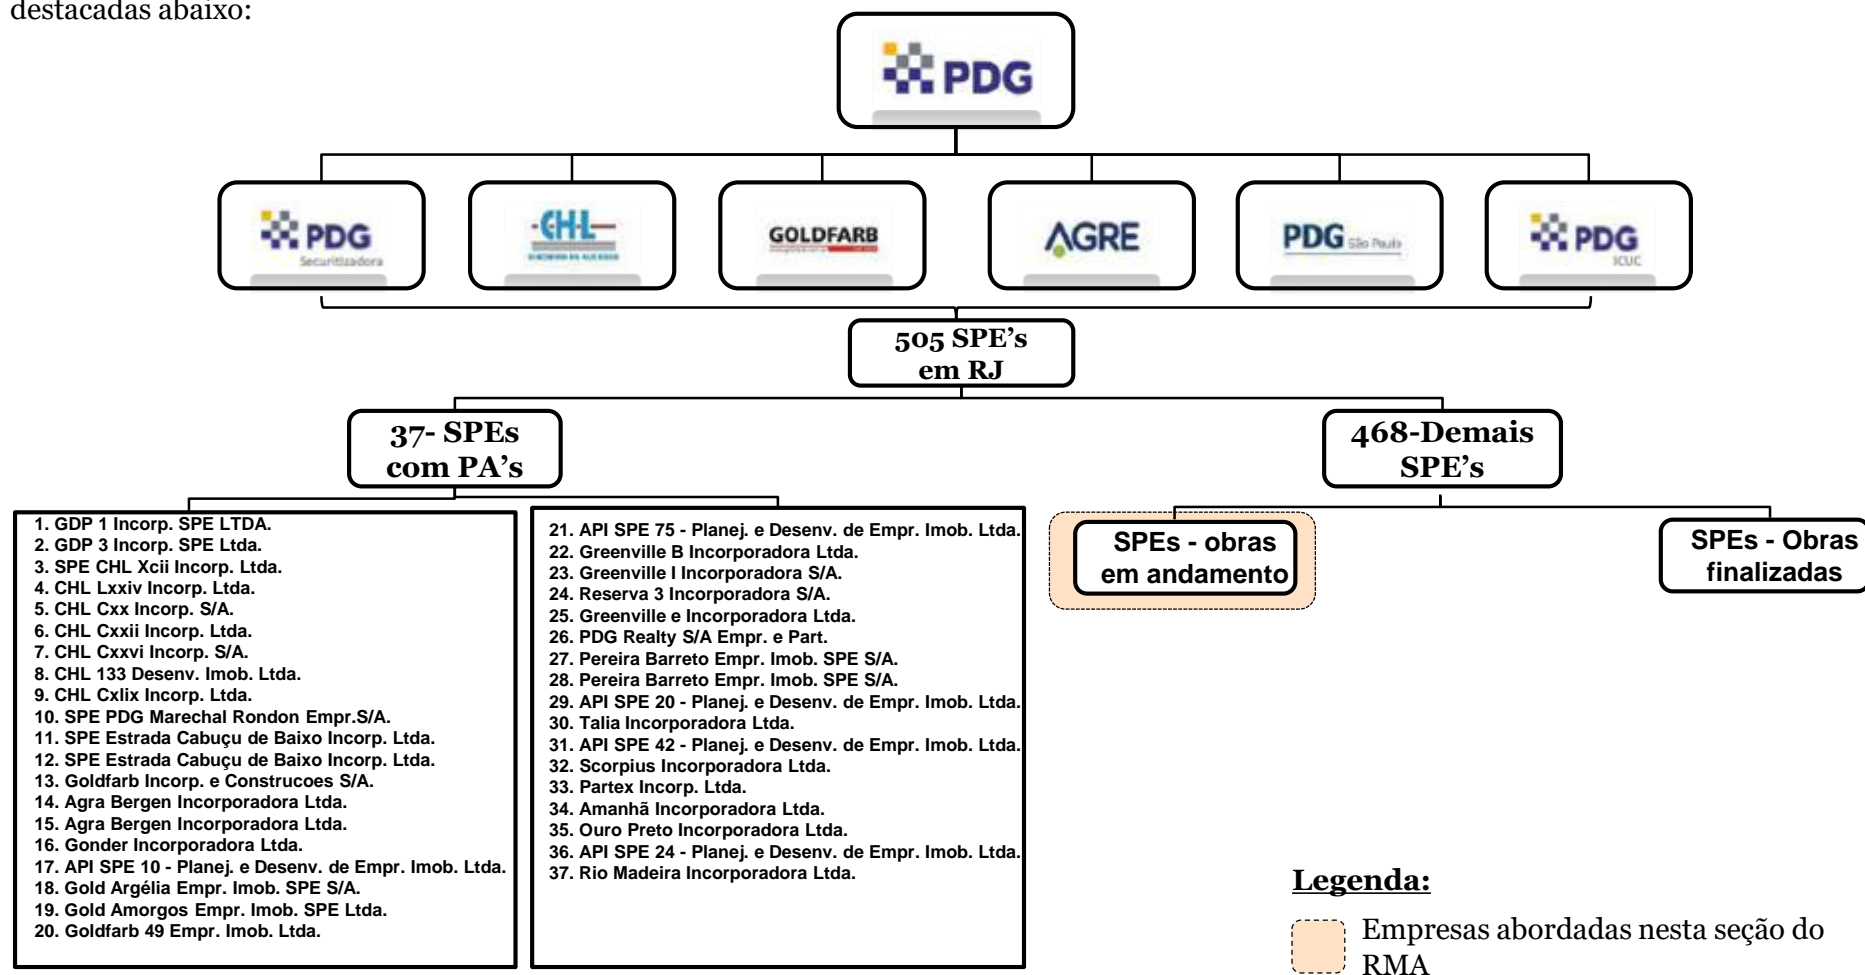 destacadas abaixo:
PDG
PDG
Securitizadora
CHL
GOLDFARB
AGRE
PDG São Paulo
PDG
ICUC
505 SPE’s
em RJ
37- SPEs
com PA’s
468-Demais
SPE’s
1. GDP 1 Incorp. SPE LTDA.
2. GDP 3 Incorp. SPE Ltda.
3. SPE CHL Xcii Incorp. Ltda.
4. CHL Lxxiv Incorp. Ltda.
5. CHL Cxx Incorp. S/A.
6. CHL Cxxii Incorp. Ltda.
7. CHL Cxxvi Incorp. S/A.
8. CHL 133 Desenv. Imob. Ltda.
9. CHL Cxlix Incorp. Ltda.
10. SPE PDG Marechal Rondon Empr.S/A.
11. SPE Estrada Cabuçu de Baixo Incorp. Ltda.
12. SPE Estrada Cabuçu de Baixo Incorp. Ltda.
13. Goldfarb Incorp. e Construcoes S/A.
14. Agra Bergen Incorporadora Ltda.
15. Agra Bergen Incorporadora Ltda.
16. Gonder Incorporadora Ltda.
17. API SPE 10 - Planej. e Desenv. de Empr. Imob. Ltda.
18. Gold Argélia Empr. Imob. SPE S/A.
19. Gold Amorgos Empr. Imob. SPE Ltda.
20. Goldfarb 49 Empr. Imob. Ltda.
21. API SPE 75 - Planej. e Desenv. de Empr. Imob. Ltda.
22. Greenville B Incorporadora Ltda.
23. Greenville I Incorporadora S/A.
24. Reserva 3 Incorporadora S/A.
25. Greenville e Incorporadora Ltda.
26. PDG Realty S/A Empr. e Part.
27. Pereira Barreto Empr. Imob. SPE S/A.
28. Pereira Barreto Empr. Imob. SPE S/A.
29. API SPE 20 - Planej. e Desenv. de Empr. Imob. Ltda.
30. Talia Incorporadora Ltda.
31. API SPE 42 - Planej. e Desenv. de Empr. Imob. Ltda.
32. Scorpius Incorporadora Ltda.
33. Partex Incorp. Ltda.
34. Amanhã Incorporadora Ltda.
35. Ouro Preto Incorporadora Ltda.
36. API SPE 24 - Planej. e Desenv. de Empr. Imob. Ltda.
37. Rio Madeira Incorporadora Ltda.
SPEs - obras
em andamento
SPEs - Obras
finalizadas
Legenda:
Empresas abordadas nesta seção do
RMA